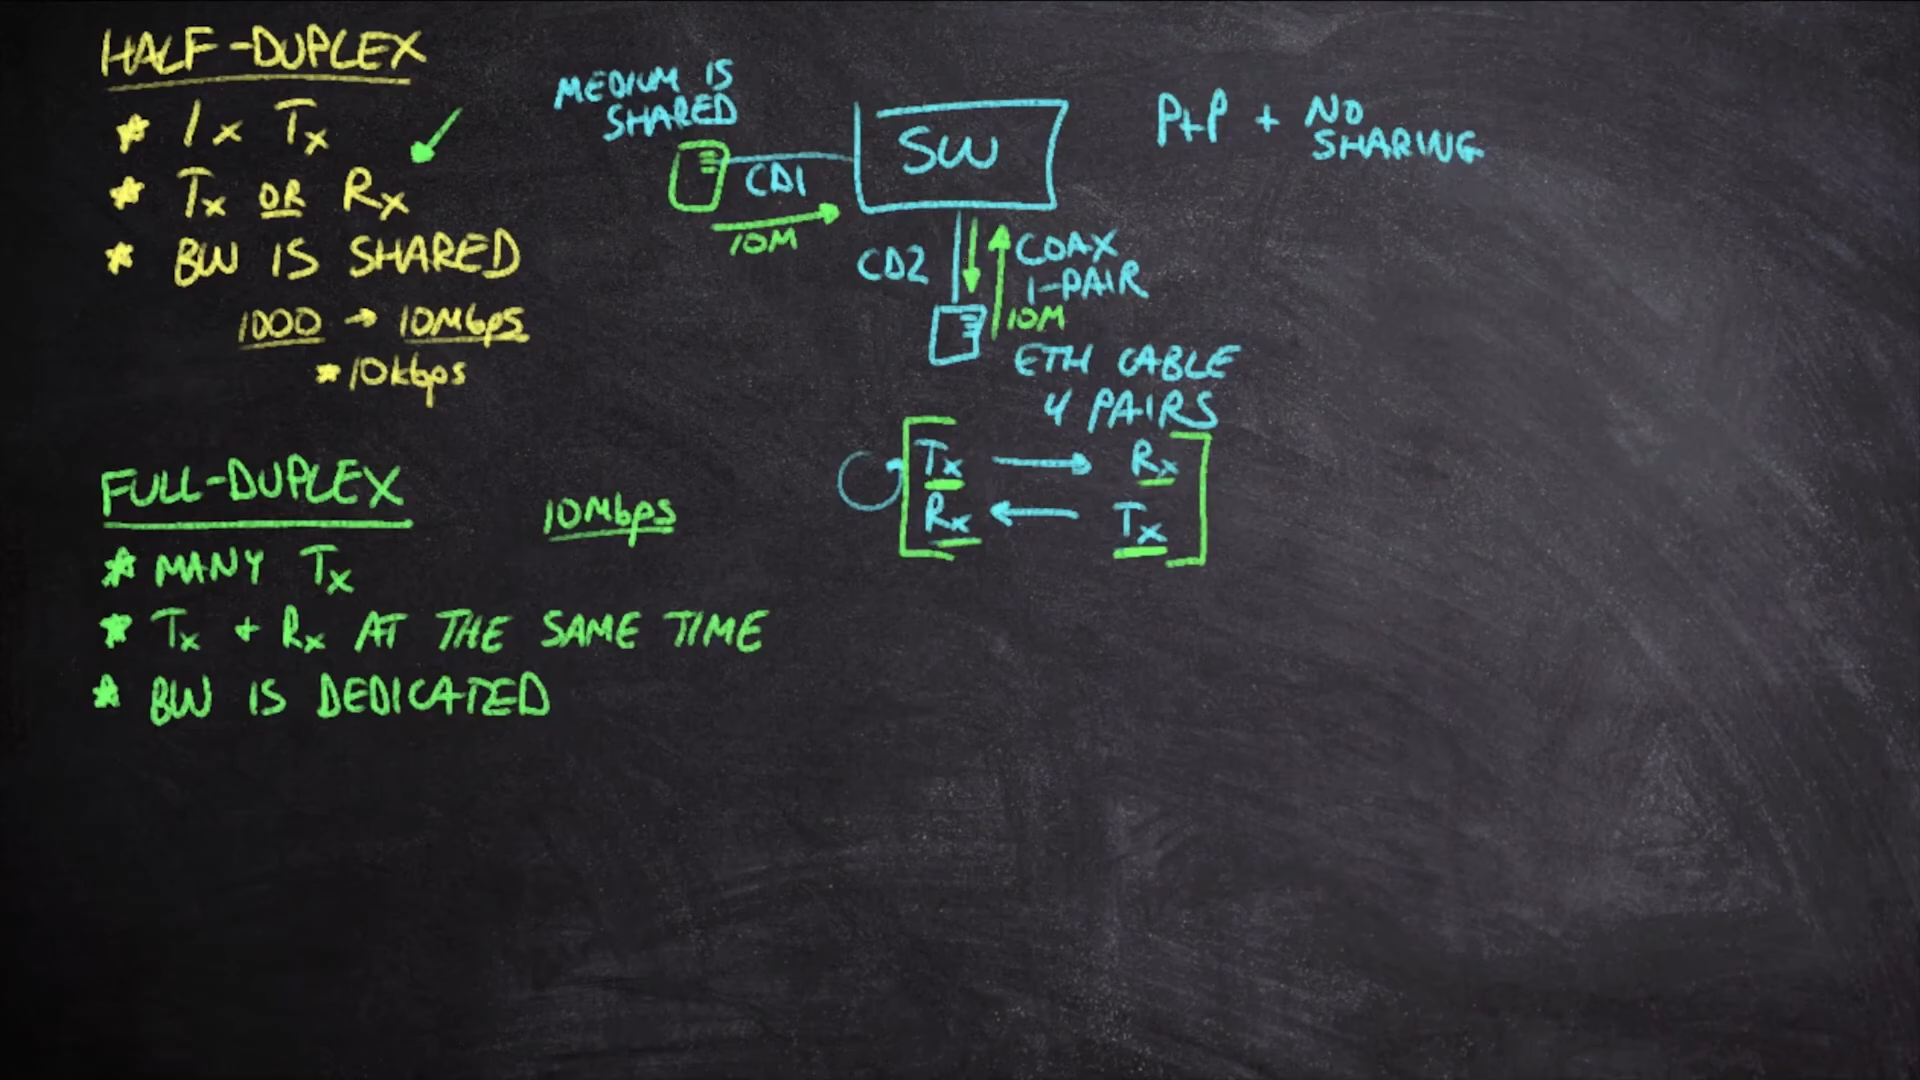 HALF-DUPLEX
* 1x Tx
* Tx OR Rx
* BW IS SHARED
1000 → 10Mbps
* 10kbps
MEDIUM IS
SHARED
SW
CD1
10M
CD2
COAX
1-PAIR
10M
ETH CABLE
4 PAIRS
Tx → Rx
Rx ← Tx
PtP + NO
SHARING
FULL-DUPLEX
10Mbps
* MANY Tx
* Tx + Rx AT THE SAME TIME
* BW IS DEDICATED